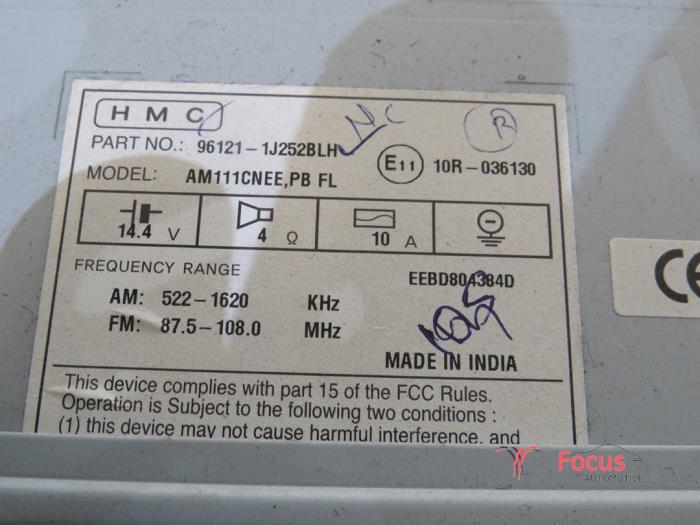 HMC
NC
R
PART NO.: 96121-1J252BLH
E11 10R-036130
MODEL: AM111CNEE,PB FL
14.4 V 4 Ω 10 A
FREQUENCY RANGE
EEBD804384D
AM: 522-1620 KHz
FM: 87.5-108.0 MHz
MADE IN INDIA
This device complies with part 15 of the FCC Rules.
Operation is Subject to the following two conditions :
(1) this device may not cause harmful interference, and
CE
Focus
AUTOMOTIVE